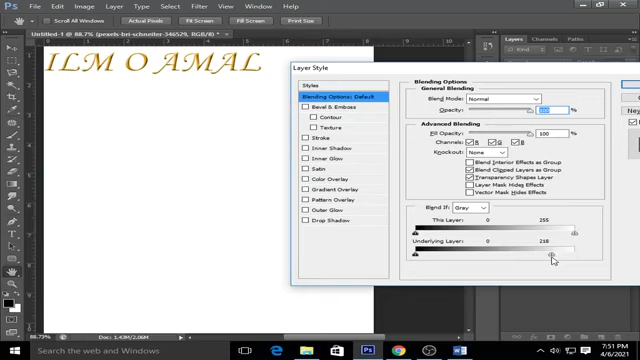 Ps File Edit Image Layer Type Select Filter 3D View Window Help
Scroll All Windows Actual Pixels Fit Screen Fill Screen Print Size
Untitled-1 @ 88.7% (pexels-bri-schneiter-346529, RGB/8) *
Layers Channels Paths
Kind
ILM O AMAL
Layer Style
Styles
Blending Options: Default
Bevel & Emboss
Contour
Texture
Stroke
Inner Shadow
Inner Glow
Satin
Color Overlay
Gradient Overlay
Pattern Overlay
Outer Glow
Drop Shadow
Blending Options
General Blending
Blend Mode: Normal
Opacity: 100 %
Advanced Blending
Fill Opacity: 100 %
Channels: R G B
Knockout: None
Blend Interior Effects as Group
Blend Clipped Layers as Group
Transparency Shapes Layer
Layer Mask Hides Effects
Vector Mask Hides Effects
Blend If: Gray
This Layer: 0 255
Underlying Layer: 0 218
88.73% Doc: 1.43M/2.06M
Search the web and Windows
7:51 PM
4/6/2021